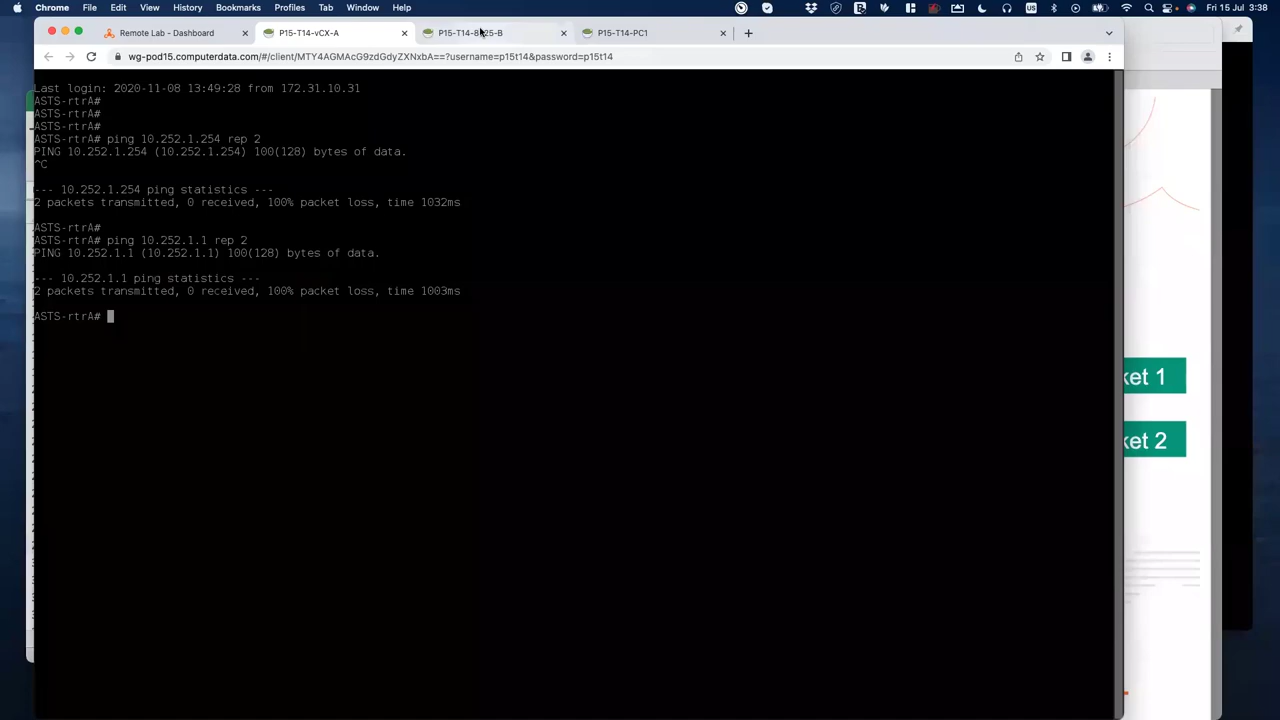 Chrome File Edit View History Bookmarks Profiles Tab Window Help
Fri 15 Jul 3:38
Remote Lab - Dashboard
P15-T14-vCX-A
P15-T14-PC1
wg-pod15.computerdata.com/#/client/MTY4AGMAcG9zdGdyZXNxbA==?username=p15t14&password=p15t14
Last login: 2020-11-08 13:49:28 from 172.31.10.31
ASTS-rtrA#
ASTS-rtrA#
ASTS-rtrA#
ASTS-rtrA# ping 10.252.1.254 rep 2
PING 10.252.1.254 (10.252.1.254) 100(128) bytes of data.
^C
--- 10.252.1.254 ping statistics ---
2 packets transmitted, 0 received, 100% packet loss, time 1032ms
ASTS-rtrA#
ASTS-rtrA# ping 10.252.1.1 rep 2
PING 10.252.1.1 (10.252.1.1) 100(128) bytes of data.
--- 10.252.1.1 ping statistics ---
2 packets transmitted, 0 received, 100% packet loss, time 1003ms
ASTS-rtrA#
ket 1
ket 2